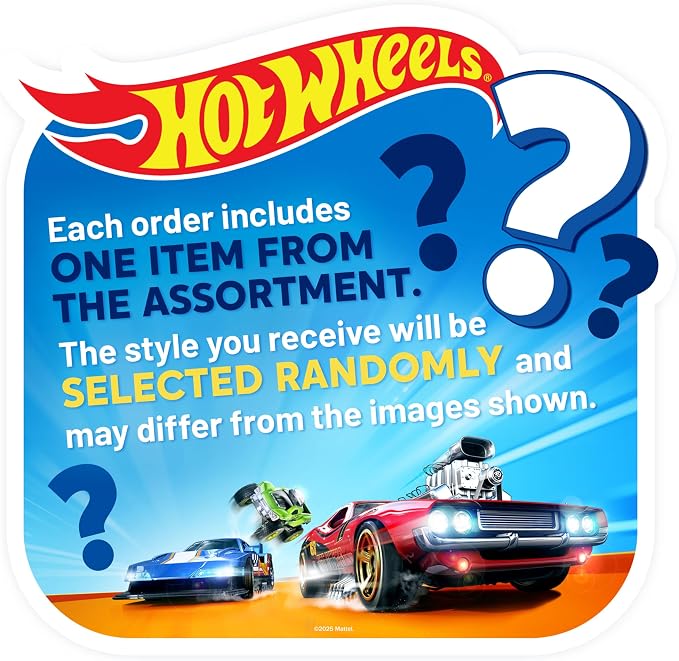 HOT WHEELS®
Each order includes
ONE ITEM FROM
THE ASSORTMENT.
The style you receive will be
SELECTED RANDOMLY and
may differ from the images shown.
©2025 Mattel